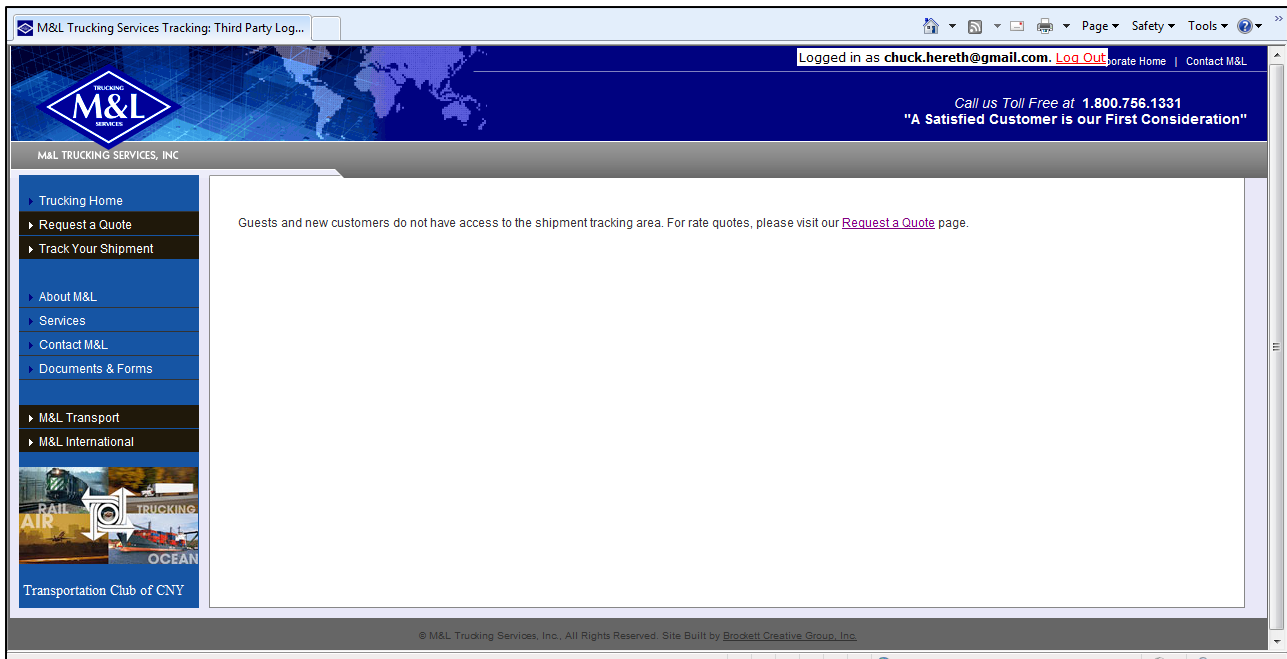 M&L Trucking Services Tracking: Third Party Log...
Page Safety Tools
Logged in as chuck.hereth@gmail.com. Log Out porate Home | Contact M&L
TRUCKING
M&L
SERVICES
Call us Toll Free at 1.800.756.1331
"A Satisfied Customer is our First Consideration"
M&L TRUCKING SERVICES, INC
Trucking Home
Request a Quote
Track Your Shipment
About M&L
Services
Contact M&L
Documents & Forms
M&L Transport
M&L International
Guests and new customers do not have access to the shipment tracking area. For rate quotes, please visit our Request a Quote page.
RAIL
TRUCKING
AIR
OCEAN
Transportation Club of CNY
© M&L Trucking Services, Inc., All Rights Reserved. Site Built by Brockett Creative Group, Inc.